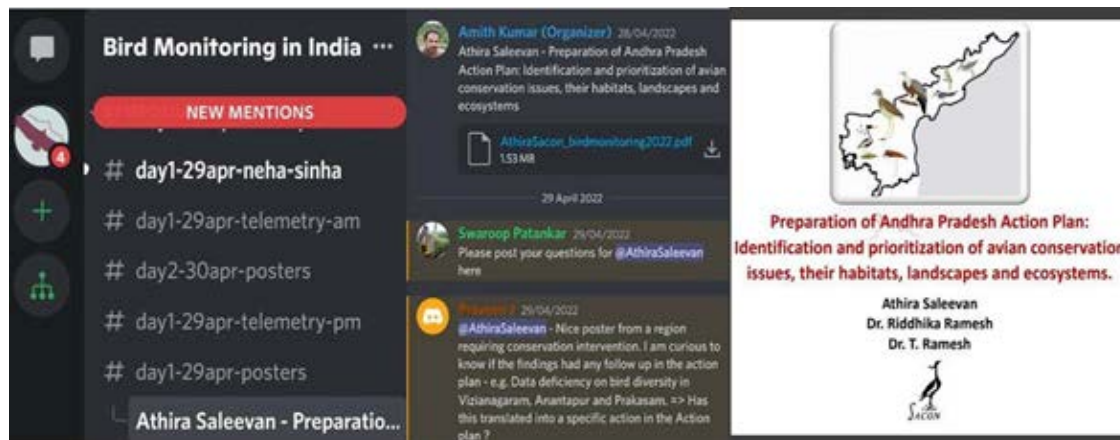 Bird Monitoring in India ...
NEW MENTIONS
4
# day1-29apr-neha-sinha
# day1-29apr-telemetry-am
# day2-30apr-posters
# day1-29apr-telemetry-pm
# day1-29apr-posters
Athira Saleevan - Preparatio...
Amith Kumar (Organizer) 28/04/2022
Athira Saleevan - Preparation of Andhra Pradesh
Action Plan: Identification and prioritization of avian
conservation issues, their habitats, landscapes and
ecosystems
AthiraSacon_birdmonitoring2022.pdf
1.53 MB
29 April 2022
Swaroop Patankar 29/04/2022
Please post your questions for @AthiraSaleevan
here
29/04/2022
@AthiraSaleevan - Nice poster from a region
requiring conservation intervention. I am curious to
know if the findings had any follow up in the action
plan - e.g. Data deficiency on bird diversity in
Vizianagaram, Anantapur and Prakasam. => Has
this translated into a specific action in the Action
plan ?
Preparation of Andhra Pradesh Action Plan:
Identification and prioritization of avian conservation
issues, their habitats, landscapes and ecosystems.
Athira Saleevan
Dr. Riddhika Ramesh
Dr. T. Ramesh
SACON